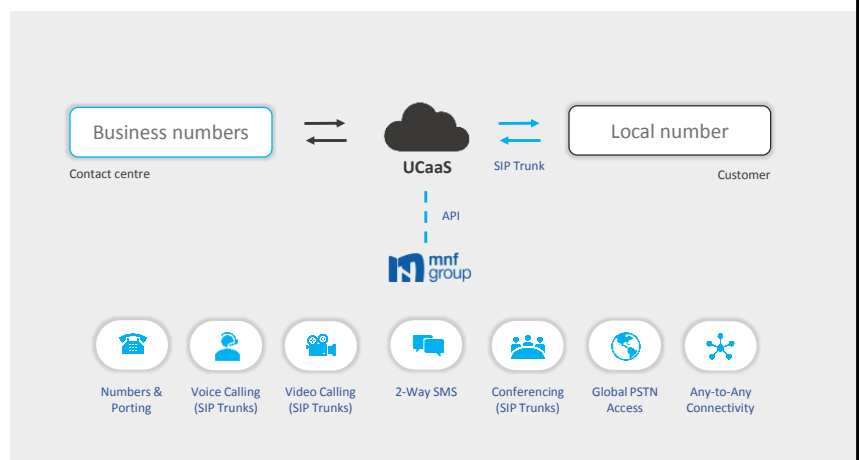 Business numbers
Contact centre
UCaaS
SIP Trunk
Local number
Customer
API
mnf
group
Numbers &
Porting
Voice Calling
(SIP Trunks)
Video Calling
(SIP Trunks)
2-Way SMS
Conferencing
(SIP Trunks)
Global PSTN
Access
Any-to-Any
Connectivity